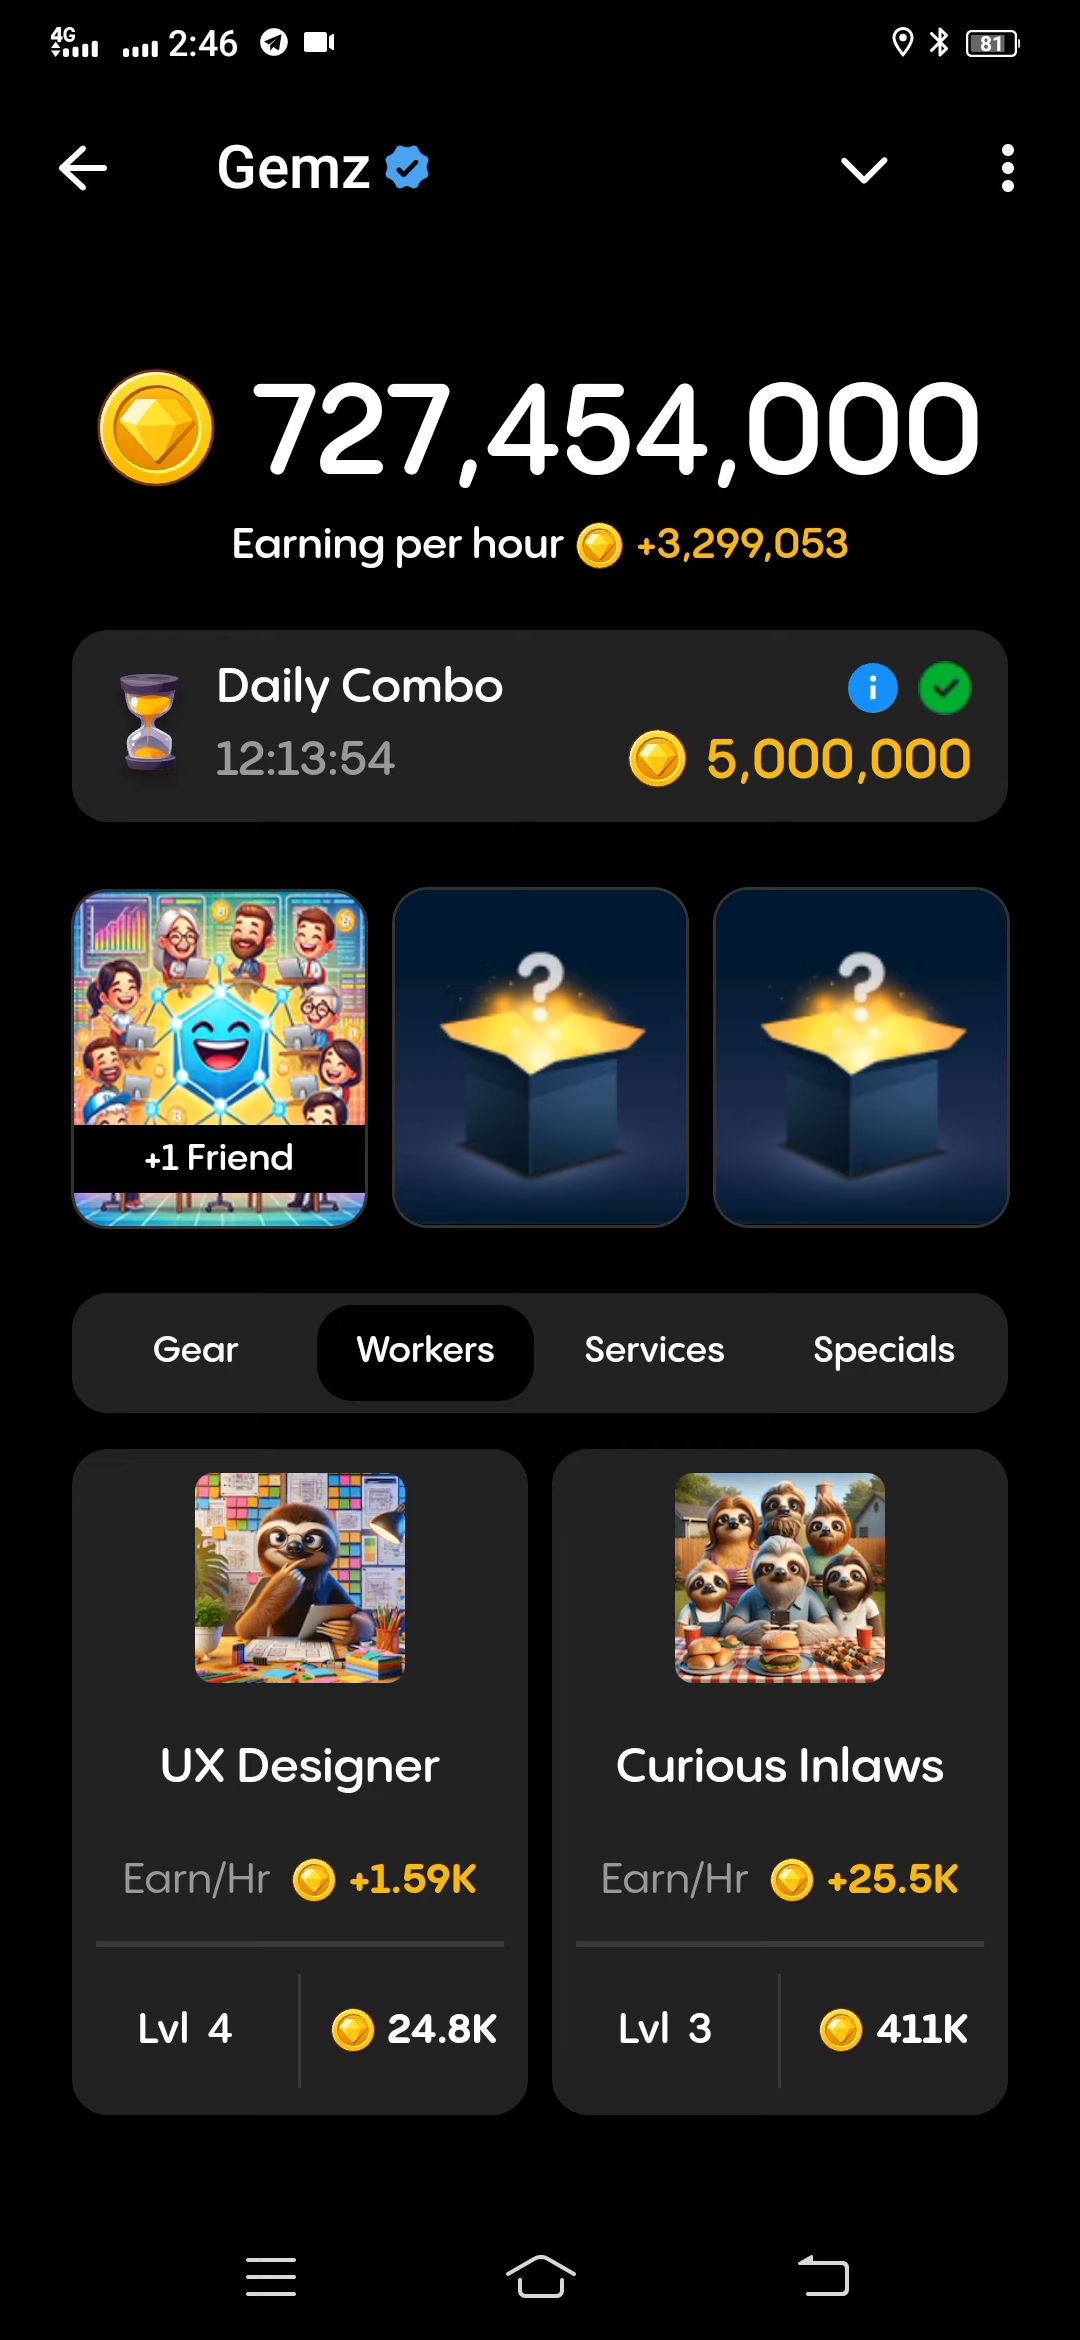 4G 2:46 81
Gemz
727,454,000
Earning per hour +3,299,053
Daily Combo
12:13:54 5,000,000
+1 Friend
Gear Workers Services Specials
UX Designer
Earn/Hr +1.59K
Lvl 4 24.8K
Curious Inlaws
Earn/Hr +25.5K
Lvl 3 411K